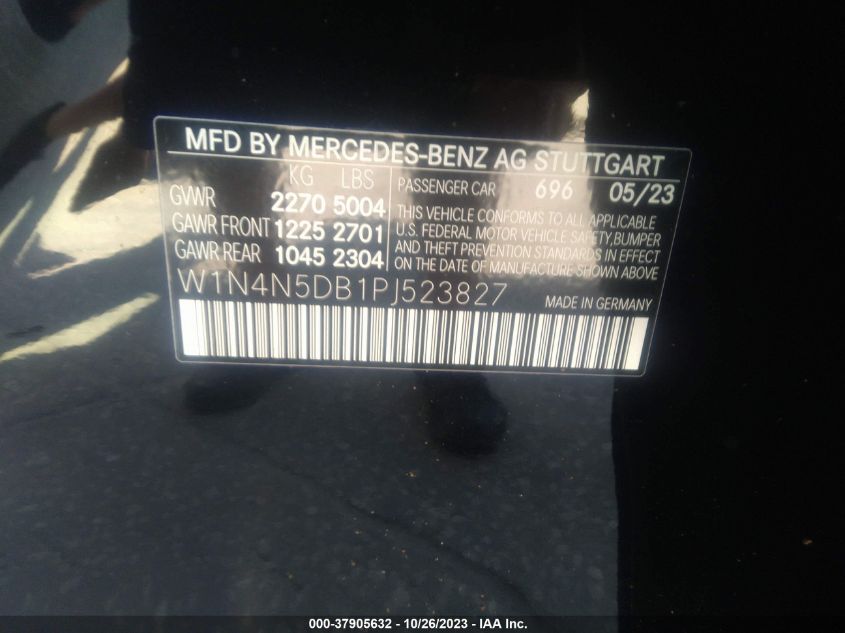 MFD BY MERCEDES-BENZ AG STUTTGART
KG LBS
GVWR 2270 5004
GAWR FRONT 1225 2701
GAWR REAR 1045 2304
PASSENGER CAR 696 05/23
THIS VEHICLE CONFORMS TO ALL APPLICABLE
U.S. FEDERAL MOTOR VEHICLE SAFETY, BUMPER
AND THEFT PREVENTION STANDARDS IN EFFECT
ON THE DATE OF MANUFACTURE SHOWN ABOVE
W1N4N5DB1PJ523827
MADE IN GERMANY
000-37905632 - 10/26/2023 - IAA Inc.